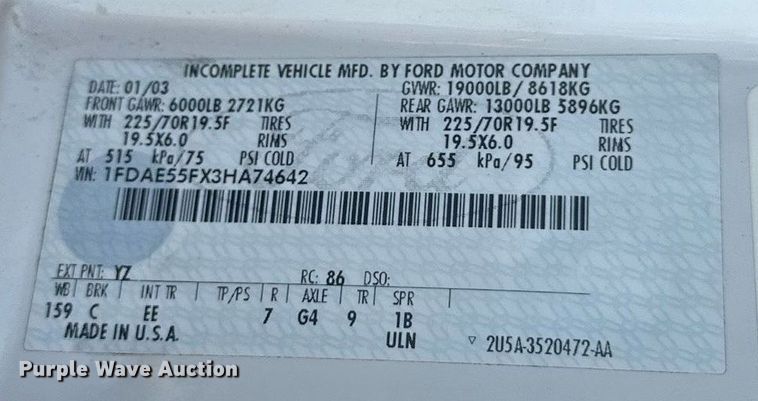 INCOMPLETE VEHICLE MFD. BY FORD MOTOR COMPANY
DATE: 01/03 GVWR: 19000LB/ 8618KG
FRONT GAWR: 6000LB 2721KG REAR GAWR: 13000LB 5896KG
WITH 225/70R19.5F TIRES WITH 225/70R19.5F TIRES
19.5X6.0 RIMS 19.5X6.0 RIMS
AT 515 kPa/75 PSI COLD AT 655 kPa/95 PSI COLD
VIN: 1FDAE55FX3HA74642
EXT PNT: YZ RC: 86 DSO:
WB BRK INT TR TP/PS R AXLE TR SPR
159 C EE 7 G4 9 1B
MADE IN U.S.A. ULN ▽ 2U5A-3520472-AA
Purple Wave Auction